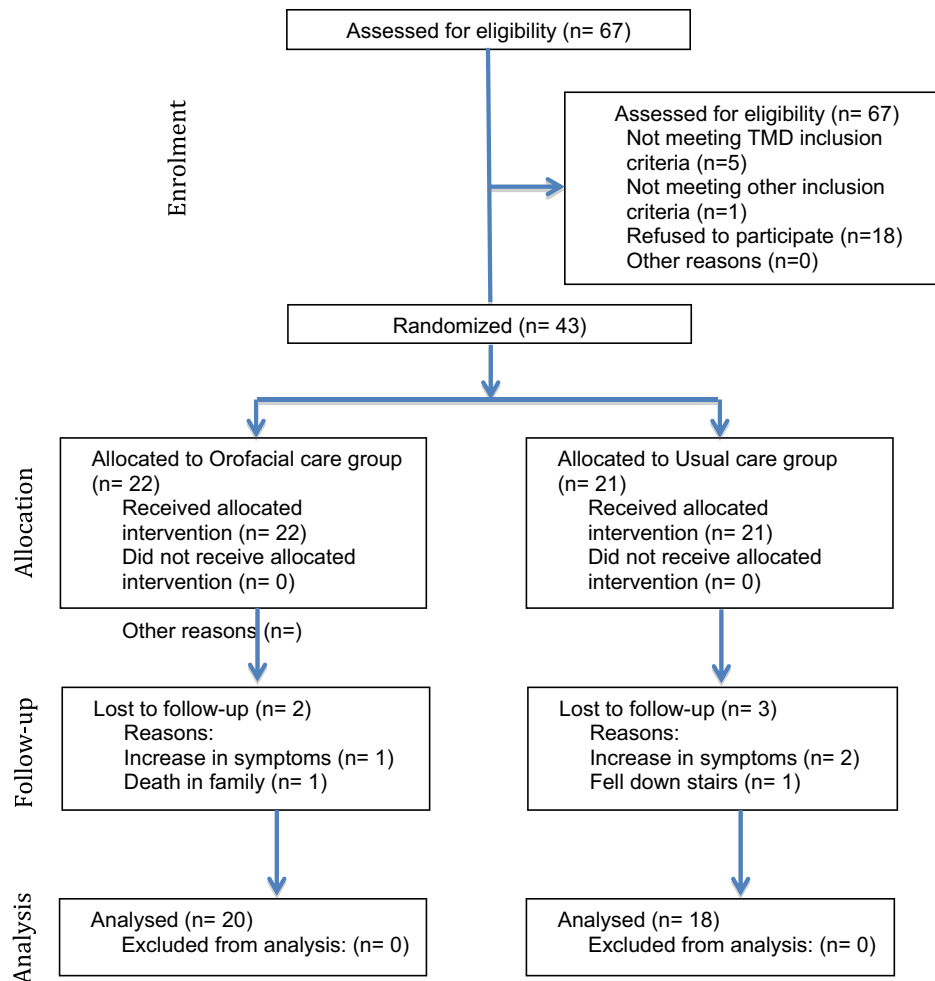 Assessed for eligibility (n= 67)
Enrolment
Assessed for eligibility (n= 67)
Not meeting TMD inclusion
criteria (n=5)
Not meeting other inclusion
criteria (n=1)
Refused to participate (n=18)
Other reasons (n=0)
Randomized (n= 43)
Allocation
Allocated to Orofacial care group
(n= 22)
Received allocated
intervention (n= 22)
Did not receive allocated
intervention (n= 0)
Other reasons (n=)
Allocated to Usual care group
(n= 21)
Received allocated
intervention (n= 21)
Did not receive allocated
intervention (n= 0)
Follow-up
Lost to follow-up (n= 2)
Reasons:
Increase in symptoms (n= 1)
Death in family (n= 1)
Lost to follow-up (n= 3)
Reasons:
Increase in symptoms (n= 2)
Fell down stairs (n= 1)
Analysis
Analysed (n= 20)
Excluded from analysis: (n= 0)
Analysed (n= 18)
Excluded from analysis: (n= 0)